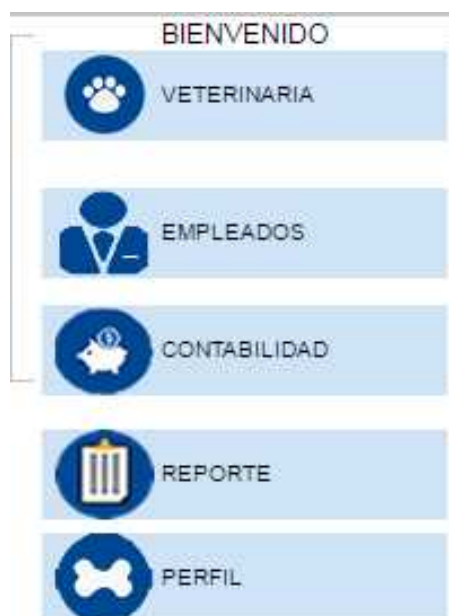 BIENVENIDO
VETERINARIA
EMPLEADOS
CONTABILIDAD
REPORTE
PERFIL